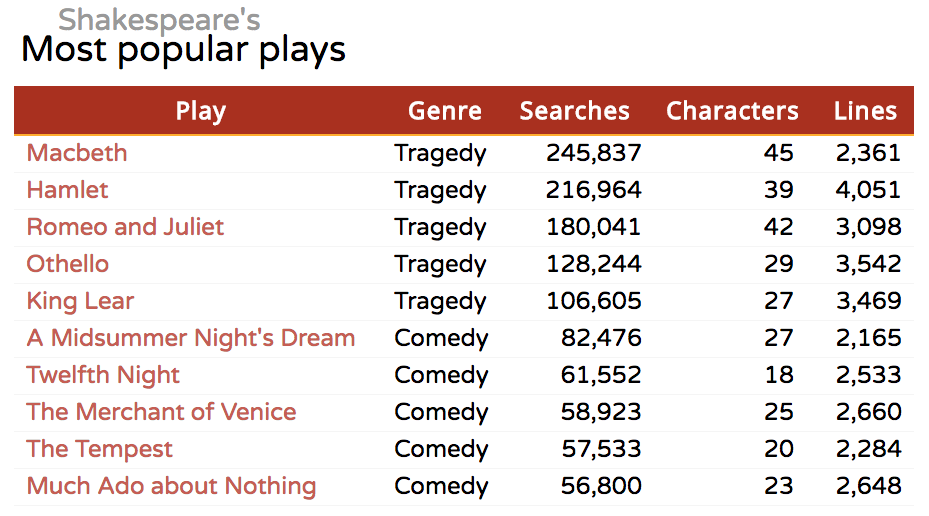 Shakespeare's
Most popular plays
Play Genre Searches Characters Lines
Macbeth Tragedy 245,837 45 2,361
Hamlet Tragedy 216,964 39 4,051
Romeo and Juliet Tragedy 180,041 42 3,098
Othello Tragedy 128,244 29 3,542
King Lear Tragedy 106,605 27 3,469
A Midsummer Night's Dream Comedy 82,476 27 2,165
Twelfth Night Comedy 61,552 18 2,533
The Merchant of Venice Comedy 58,923 25 2,660
The Tempest Comedy 57,533 20 2,284
Much Ado about Nothing Comedy 56,800 23 2,648